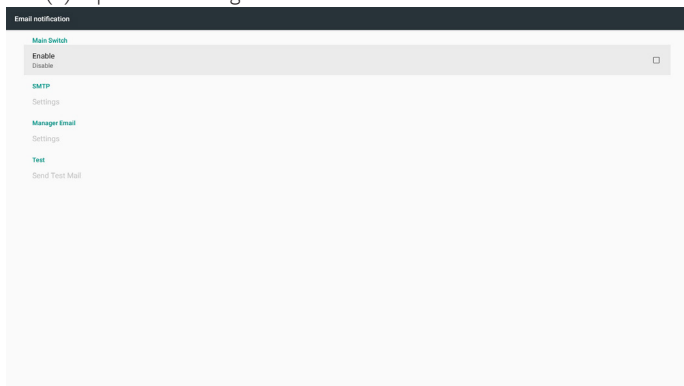 Email notification
Main Switch
Enable
Disable
SMTP
Settings
Manager Email
Settings
Test
Send Test Mail